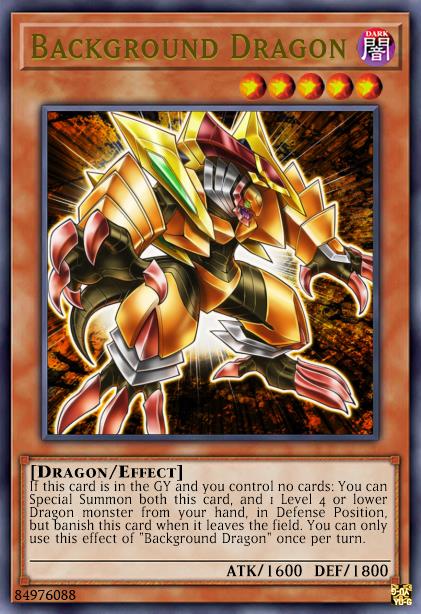 Background Dragon
DARK
闇
[Dragon/Effect]
If this card is in the GY and you control no cards: You can
Special Summon both this card, and 1 Level 4 or lower
Dragon monster from your hand, in Defense Position,
but banish this card when it leaves the field. You can only
use this effect of "Background Dragon" once per turn.
ATK/1600 DEF/1800
84976088